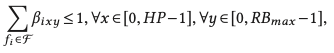 ∑_{f_i∈𝓕} β_{ixy} ≤ 1, ∀x∈[0, HP−1], ∀y∈[0, RB_{max}−1],